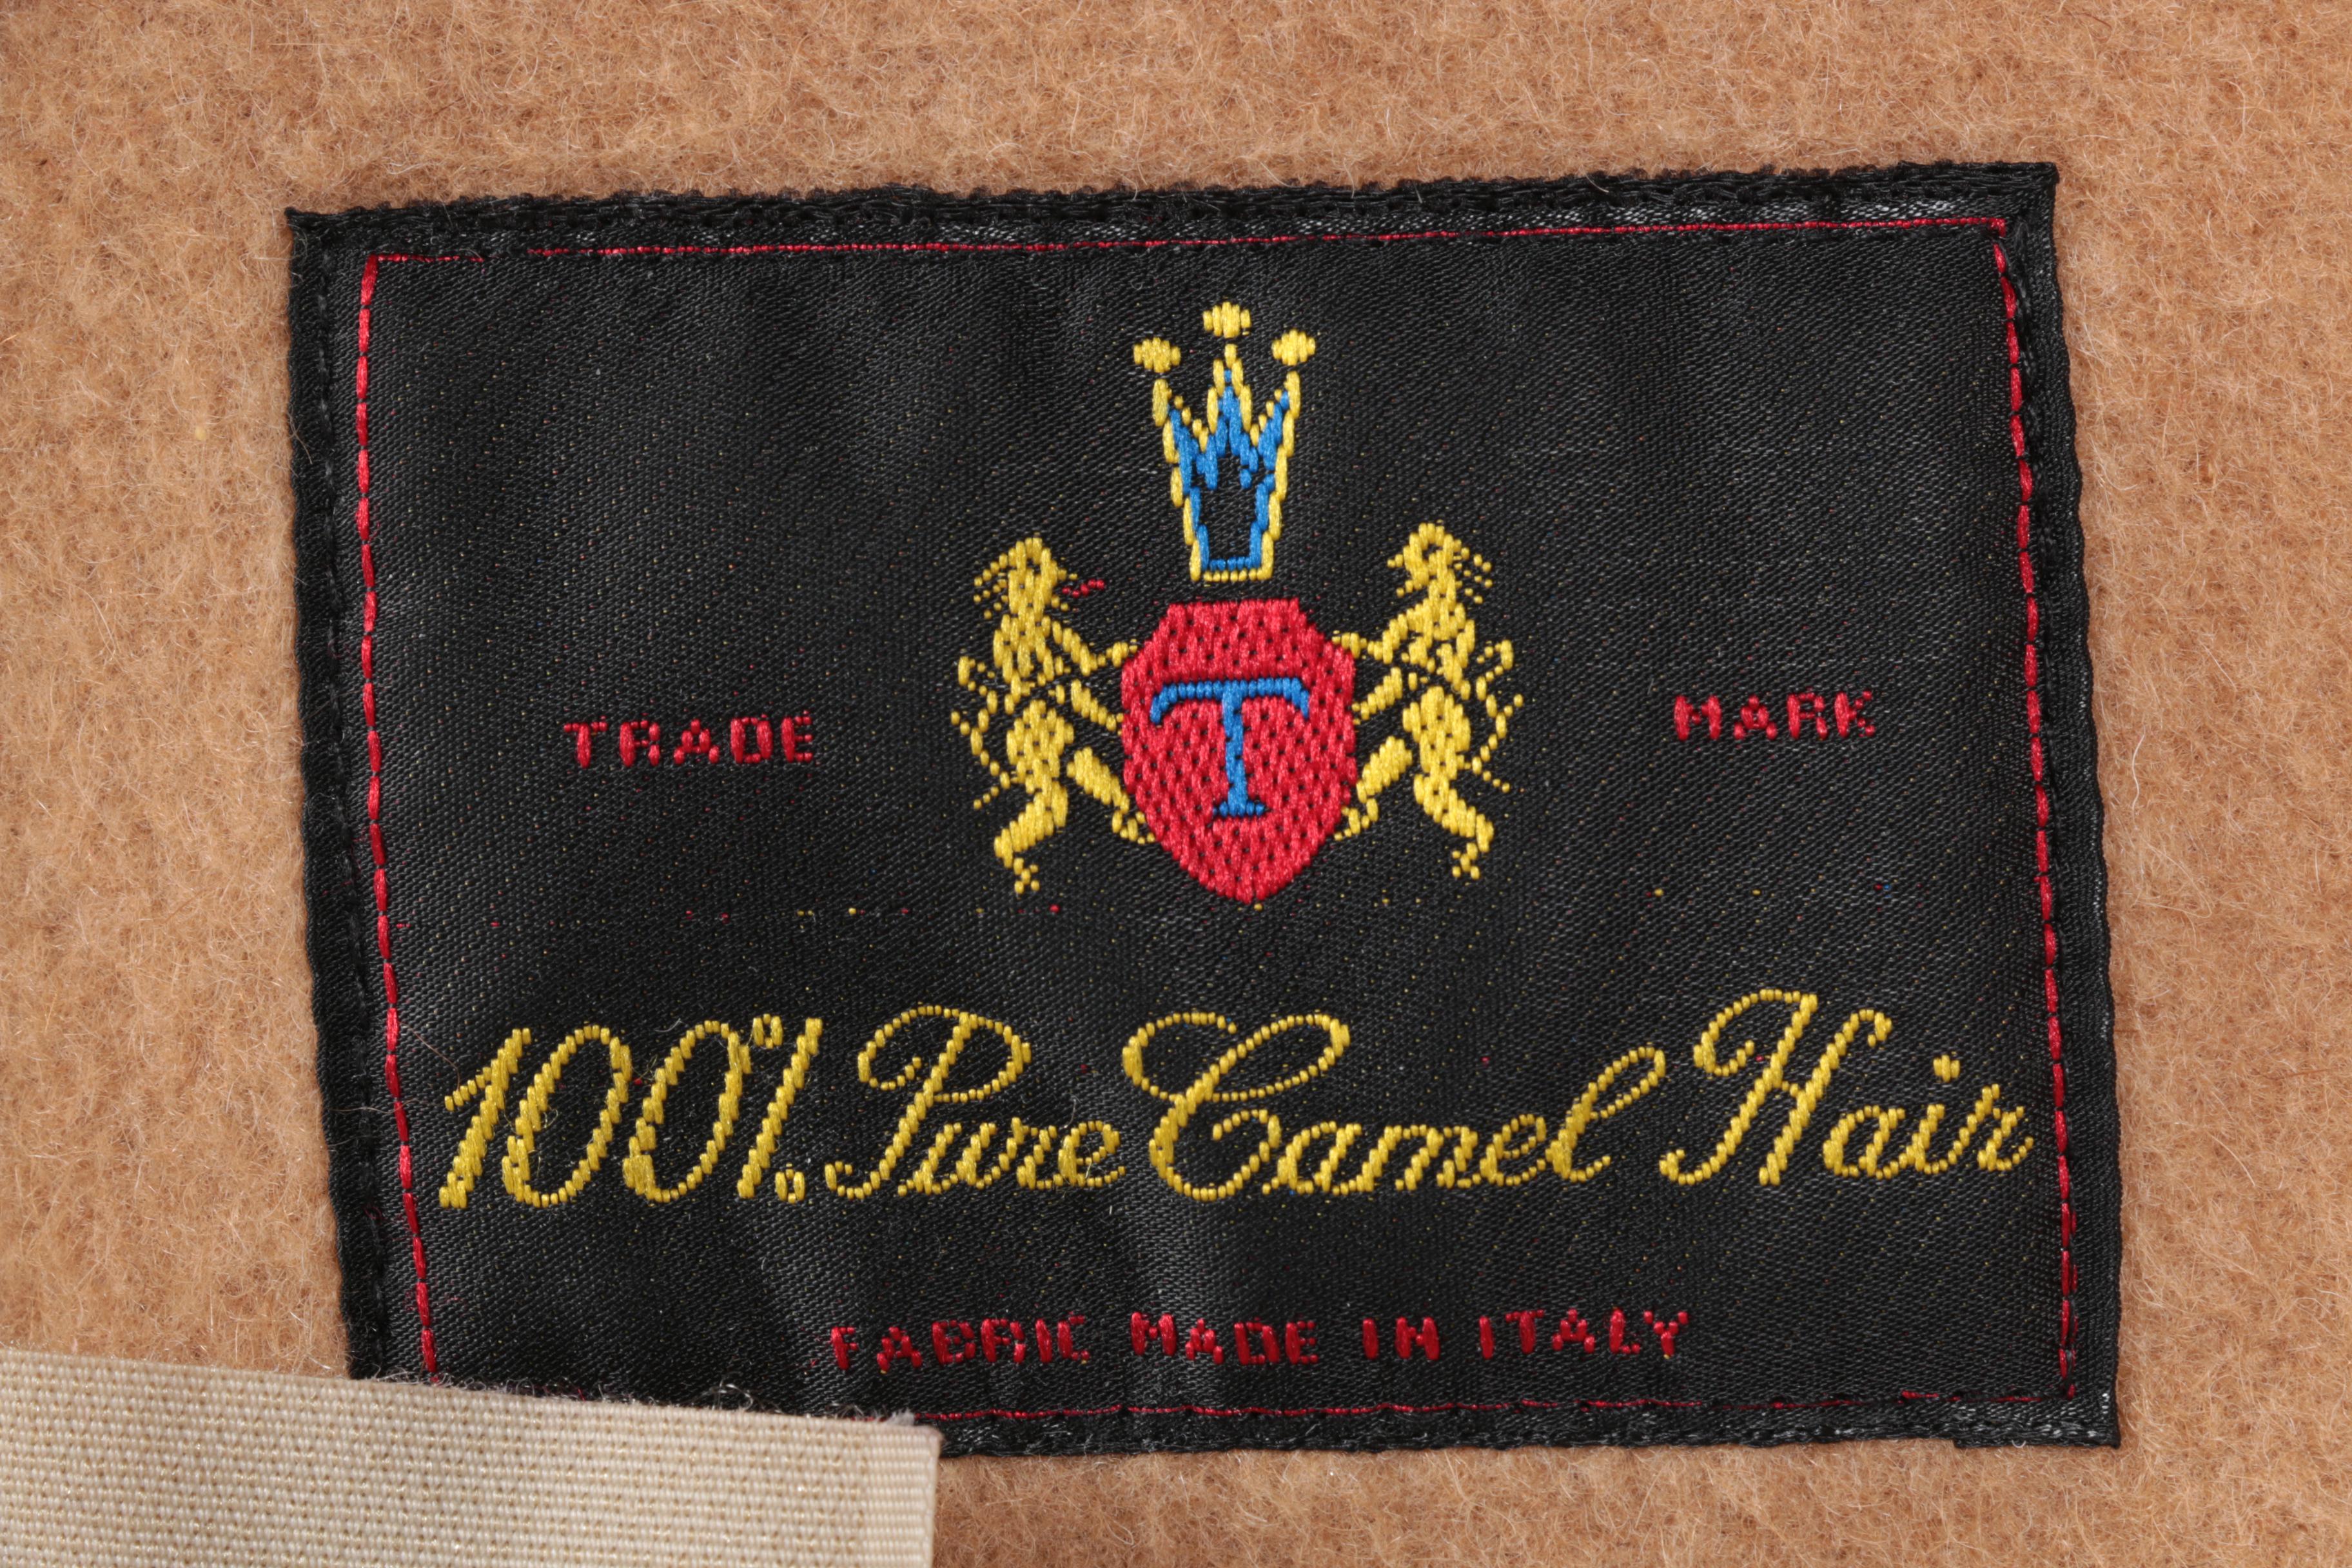 T
TRADE MARK
100% Pure Camel Hair
FABRIC MADE IN ITALY